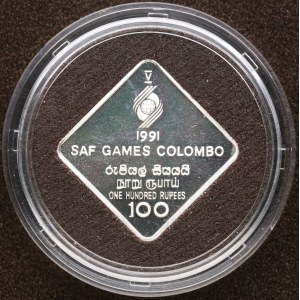 V
1991
SAF GAMES COLOMBO
රුපියල් සියයයි
நூறு ரூபாய்
ONE HUNDRED RUPEES
100